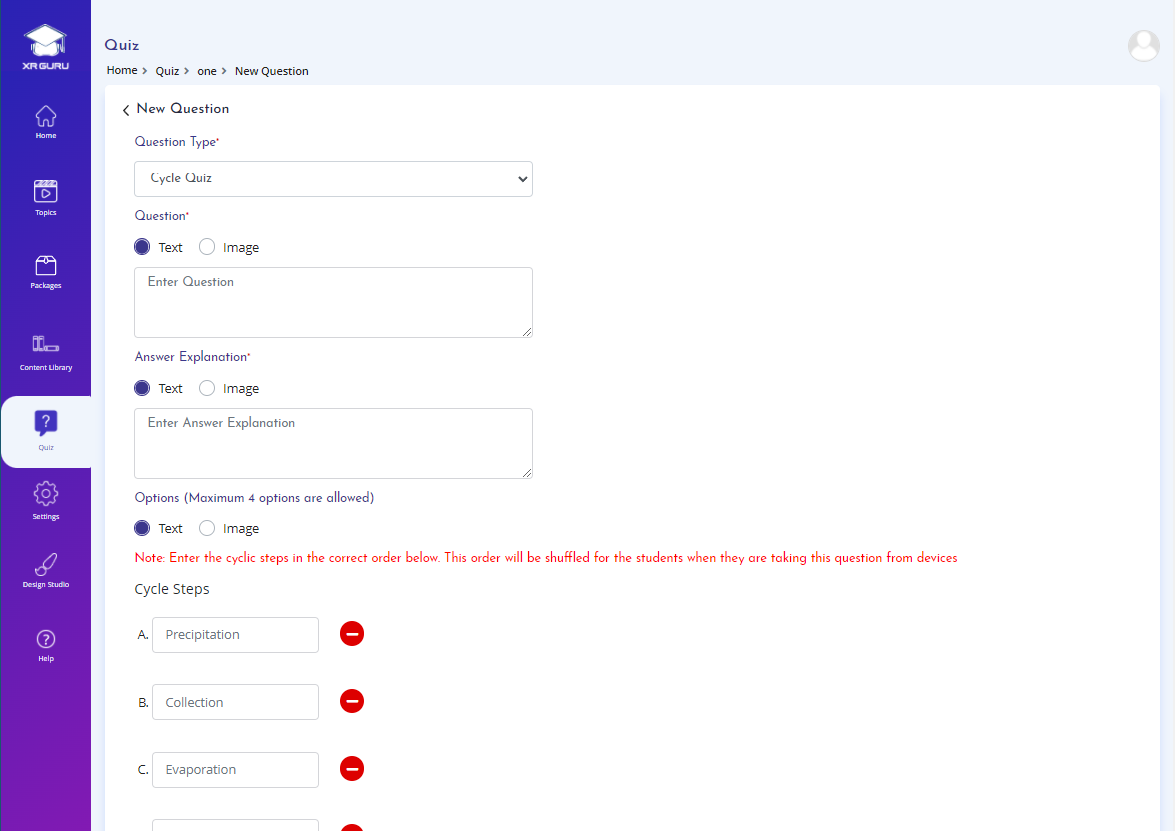 XR GURU
Home
Topics
Packages
Content Library
Quiz
Settings
Design Studio
Help
Quiz
Home > Quiz > one > New Question
New Question
Question Type*
Cycle Quiz
Question*
Text Image
Enter Question
Answer Explanation*
Text Image
Enter Answer Explanation
Options (Maximum 4 options are allowed)
Text Image
Note: Enter the cyclic steps in the correct order below. This order will be shuffled for the students when they are taking this question from devices
Cycle Steps
A. Precipitation
B. Collection
C. Evaporation